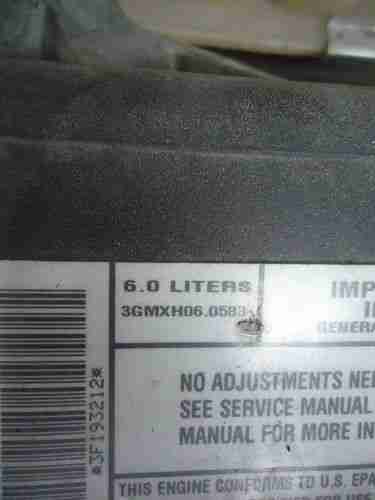 6.0 LITERS
3GMXH06.0583
IMP
GENERA
NO ADJUSTMENTS NE
SEE SERVICE MANUAL
MANUAL FOR MORE IN
THIS ENGINE CONFORMS TO U.S. EPA
*3F193212*